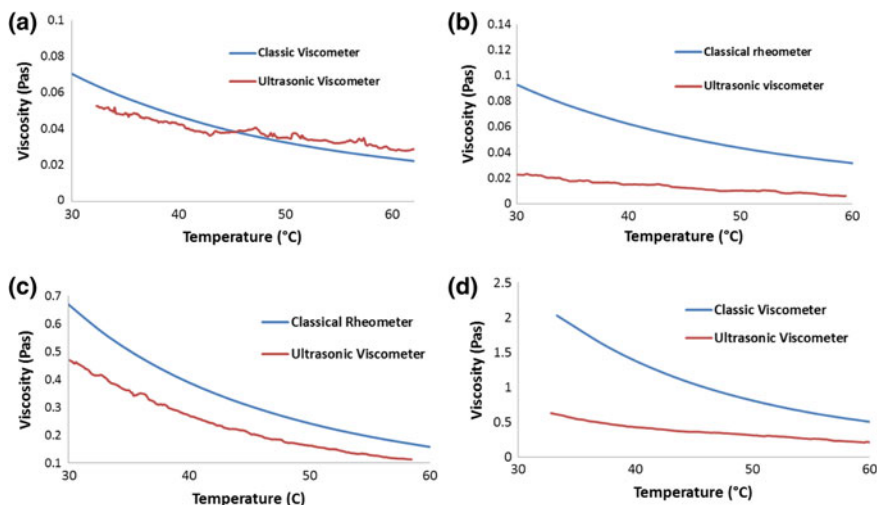 (a)
0.1
0.08
0.06
0.04
0.02
0
Viscosity (Pas)
Classic Viscometer
Ultrasonic Viscometer
30 40 50 60
Temperature (°C)
(b)
0.14
0.12
0.1
0.08
0.06
0.04
0.02
0
Viscosity (Pas)
Classical rheometer
Ultrasonic viscometer
30 40 50 60
Temperature (°C)
(c)
0.7
0.6
0.5
0.4
0.3
0.2
0.1
Viscosity (Pas)
Classical Rheometer
Ultrasonic Viscometer
30 40 50 60
Temperature (C)
(d)
2.5
2
1.5
1
0.5
0
Viscosity (Pas)
Classic Viscometer
Ultrasonic Viscometer
30 40 50 60
Temperature (°C)